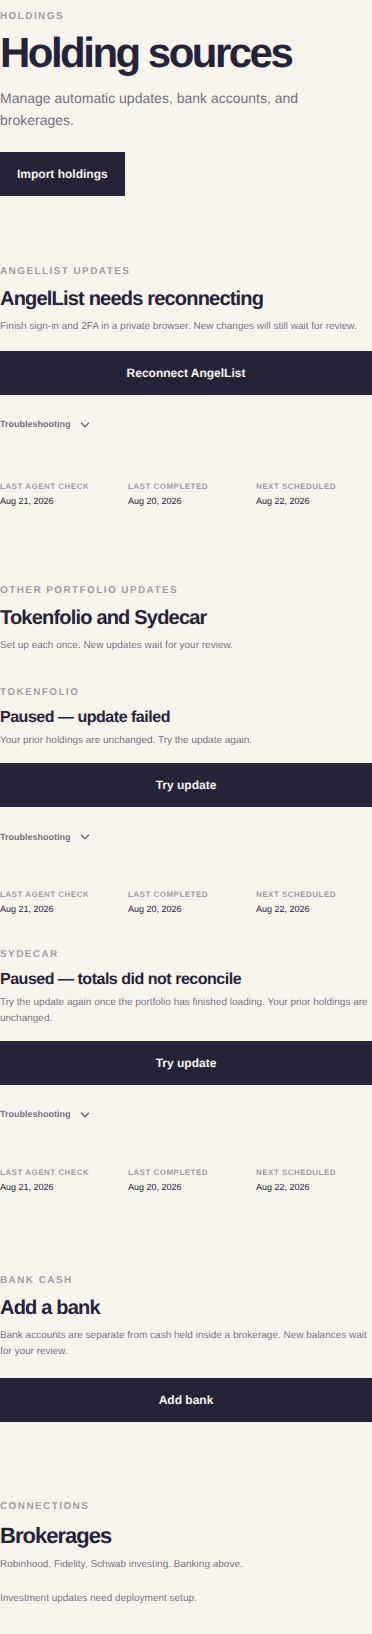 HOLDINGS
Holding sources
Manage automatic updates, bank accounts, and
brokerages.
Import holdings
ANGELLIST UPDATES
AngelList needs reconnecting
Finish sign-in and 2FA in a private browser. New changes will still wait for review.
Reconnect AngelList
Troubleshooting
LAST AGENT CHECK LAST COMPLETED NEXT SCHEDULED
Aug 21, 2026 Aug 20, 2026 Aug 22, 2026
OTHER PORTFOLIO UPDATES
Tokenfolio and Sydecar
Set up each once. New updates wait for your review.
TOKENFOLIO
Paused — update failed
Your prior holdings are unchanged. Try the update again.
Try update
Troubleshooting
LAST AGENT CHECK LAST COMPLETED NEXT SCHEDULED
Aug 21, 2026 Aug 20, 2026 Aug 22, 2026
SYDECAR
Paused — totals did not reconcile
Try the update again once the portfolio has finished loading. Your prior holdings are
unchanged.
Try update
Troubleshooting
LAST AGENT CHECK LAST COMPLETED NEXT SCHEDULED
Aug 21, 2026 Aug 20, 2026 Aug 22, 2026
BANK CASH
Add a bank
Bank accounts are separate from cash held inside a brokerage. New balances wait
for your review.
Add bank
CONNECTIONS
Brokerages
Robinhood, Fidelity, Schwab investing. Banking above.
Investment updates need deployment setup.